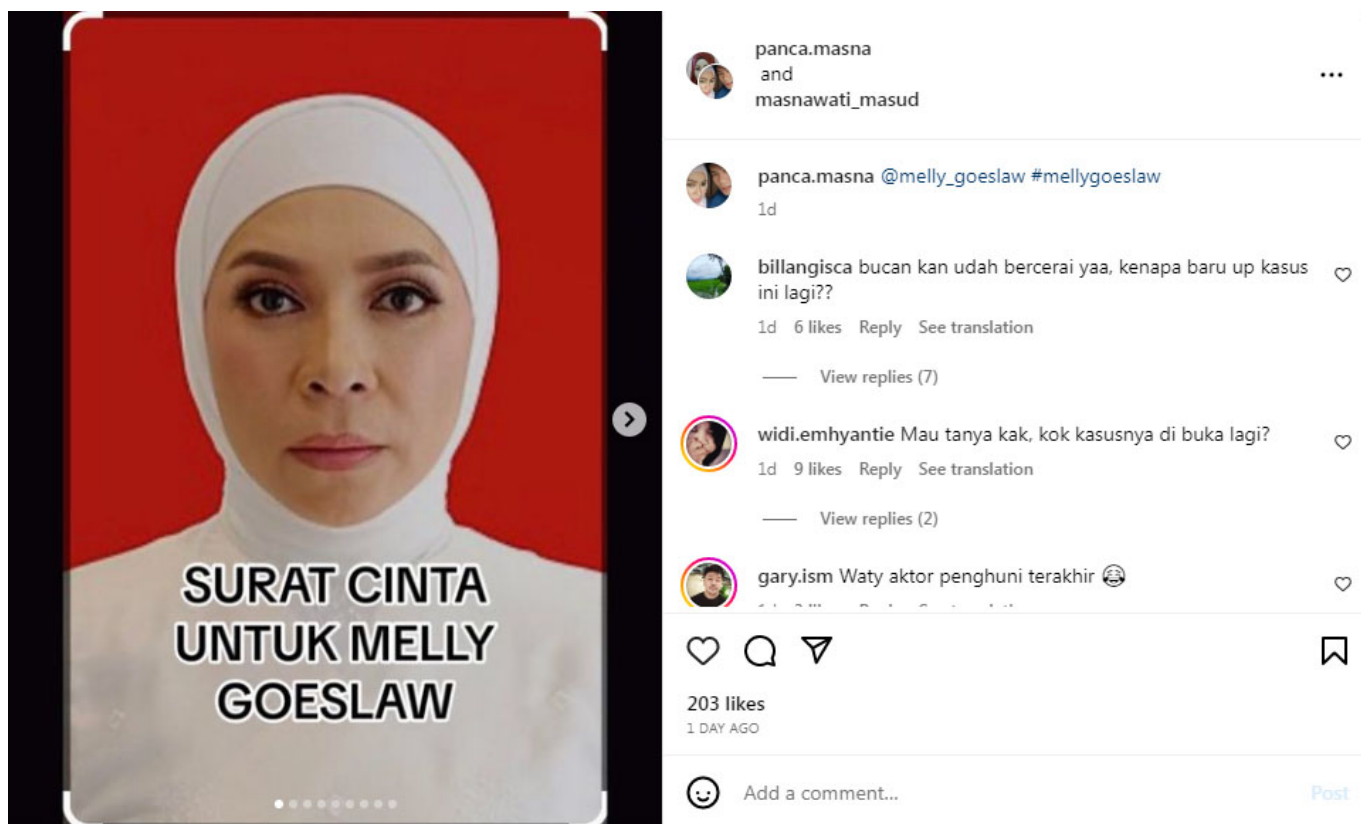 SURAT CINTA
UNTUK MELLY
GOESLAW
panca.masna
and
masnawati_masud
panca.masna @melly_goeslaw #mellygoeslaw
1d
billangisca bucan kan udah bercerai yaa, kenapa baru up kasus
ini lagi??
1d 6 likes Reply See translation
View replies (7)
widi.emhyantie Mau tanya kak, kok kasusnya di buka lagi?
1d 9 likes Reply See translation
View replies (2)
gary.ism Waty aktor penghuni terakhir 😂
203 likes
1 DAY AGO
Add a comment...
Post